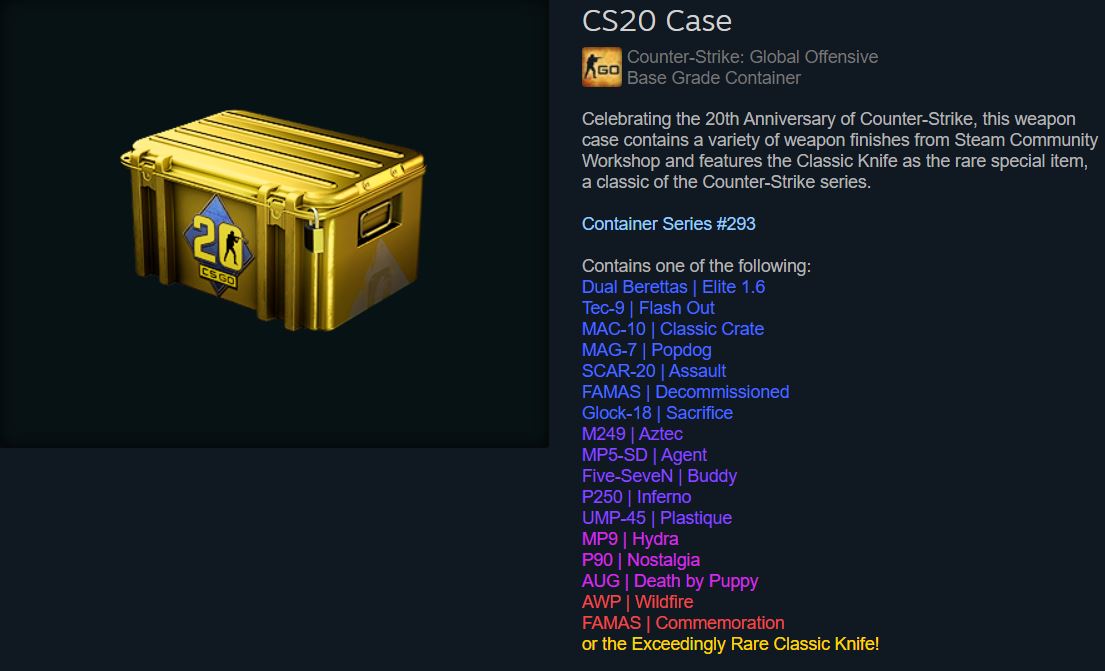 CS20 Case
GO
Counter-Strike: Global Offensive
Base Grade Container
Celebrating the 20th Anniversary of Counter-Strike, this weapon
case contains a variety of weapon finishes from Steam Community
Workshop and features the Classic Knife as the rare special item,
a classic of the Counter-Strike series.
Container Series #293
Contains one of the following:
Dual Berettas | Elite 1.6
Tec-9 | Flash Out
MAC-10 | Classic Crate
MAG-7 | Popdog
SCAR-20 | Assault
FAMAS | Decommissioned
Glock-18 | Sacrifice
M249 | Aztec
MP5-SD | Agent
Five-SeveN | Buddy
P250 | Inferno
UMP-45 | Plastique
MP9 | Hydra
P90 | Nostalgia
AUG | Death by Puppy
AWP | Wildfire
FAMAS | Commemoration
or the Exceedingly Rare Classic Knife!
20
CSGO